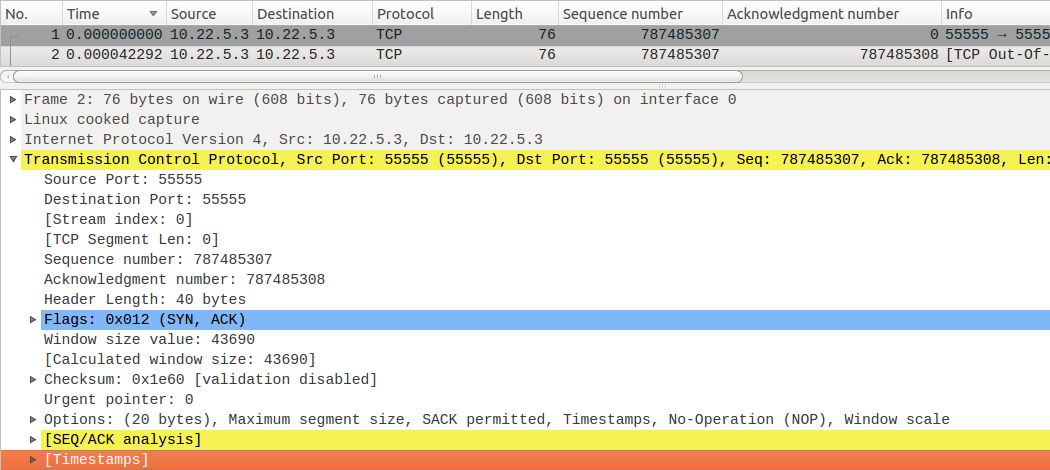 No. Time Source Destination Protocol Length Sequence number Acknowledgment number Info
1 0.000000000 10.22.5.3 10.22.5.3 TCP 76 787485307 0 55555 → 5555
2 0.000042292 10.22.5.3 10.22.5.3 TCP 76 787485307 787485308 [TCP Out-Of-
Frame 2: 76 bytes on wire (608 bits), 76 bytes captured (608 bits) on interface 0
Linux cooked capture
Internet Protocol Version 4, Src: 10.22.5.3, Dst: 10.22.5.3
Transmission Control Protocol, Src Port: 55555 (55555), Dst Port: 55555 (55555), Seq: 787485307, Ack: 787485308, Len:
Source Port: 55555
Destination Port: 55555
[Stream index: 0]
[TCP Segment Len: 0]
Sequence number: 787485307
Acknowledgment number: 787485308
Header Length: 40 bytes
Flags: 0x012 (SYN, ACK)
Window size value: 43690
[Calculated window size: 43690]
Checksum: 0x1e60 [validation disabled]
Urgent pointer: 0
Options: (20 bytes), Maximum segment size, SACK permitted, Timestamps, No-Operation (NOP), Window scale
[SEQ/ACK analysis]
[Timestamps]